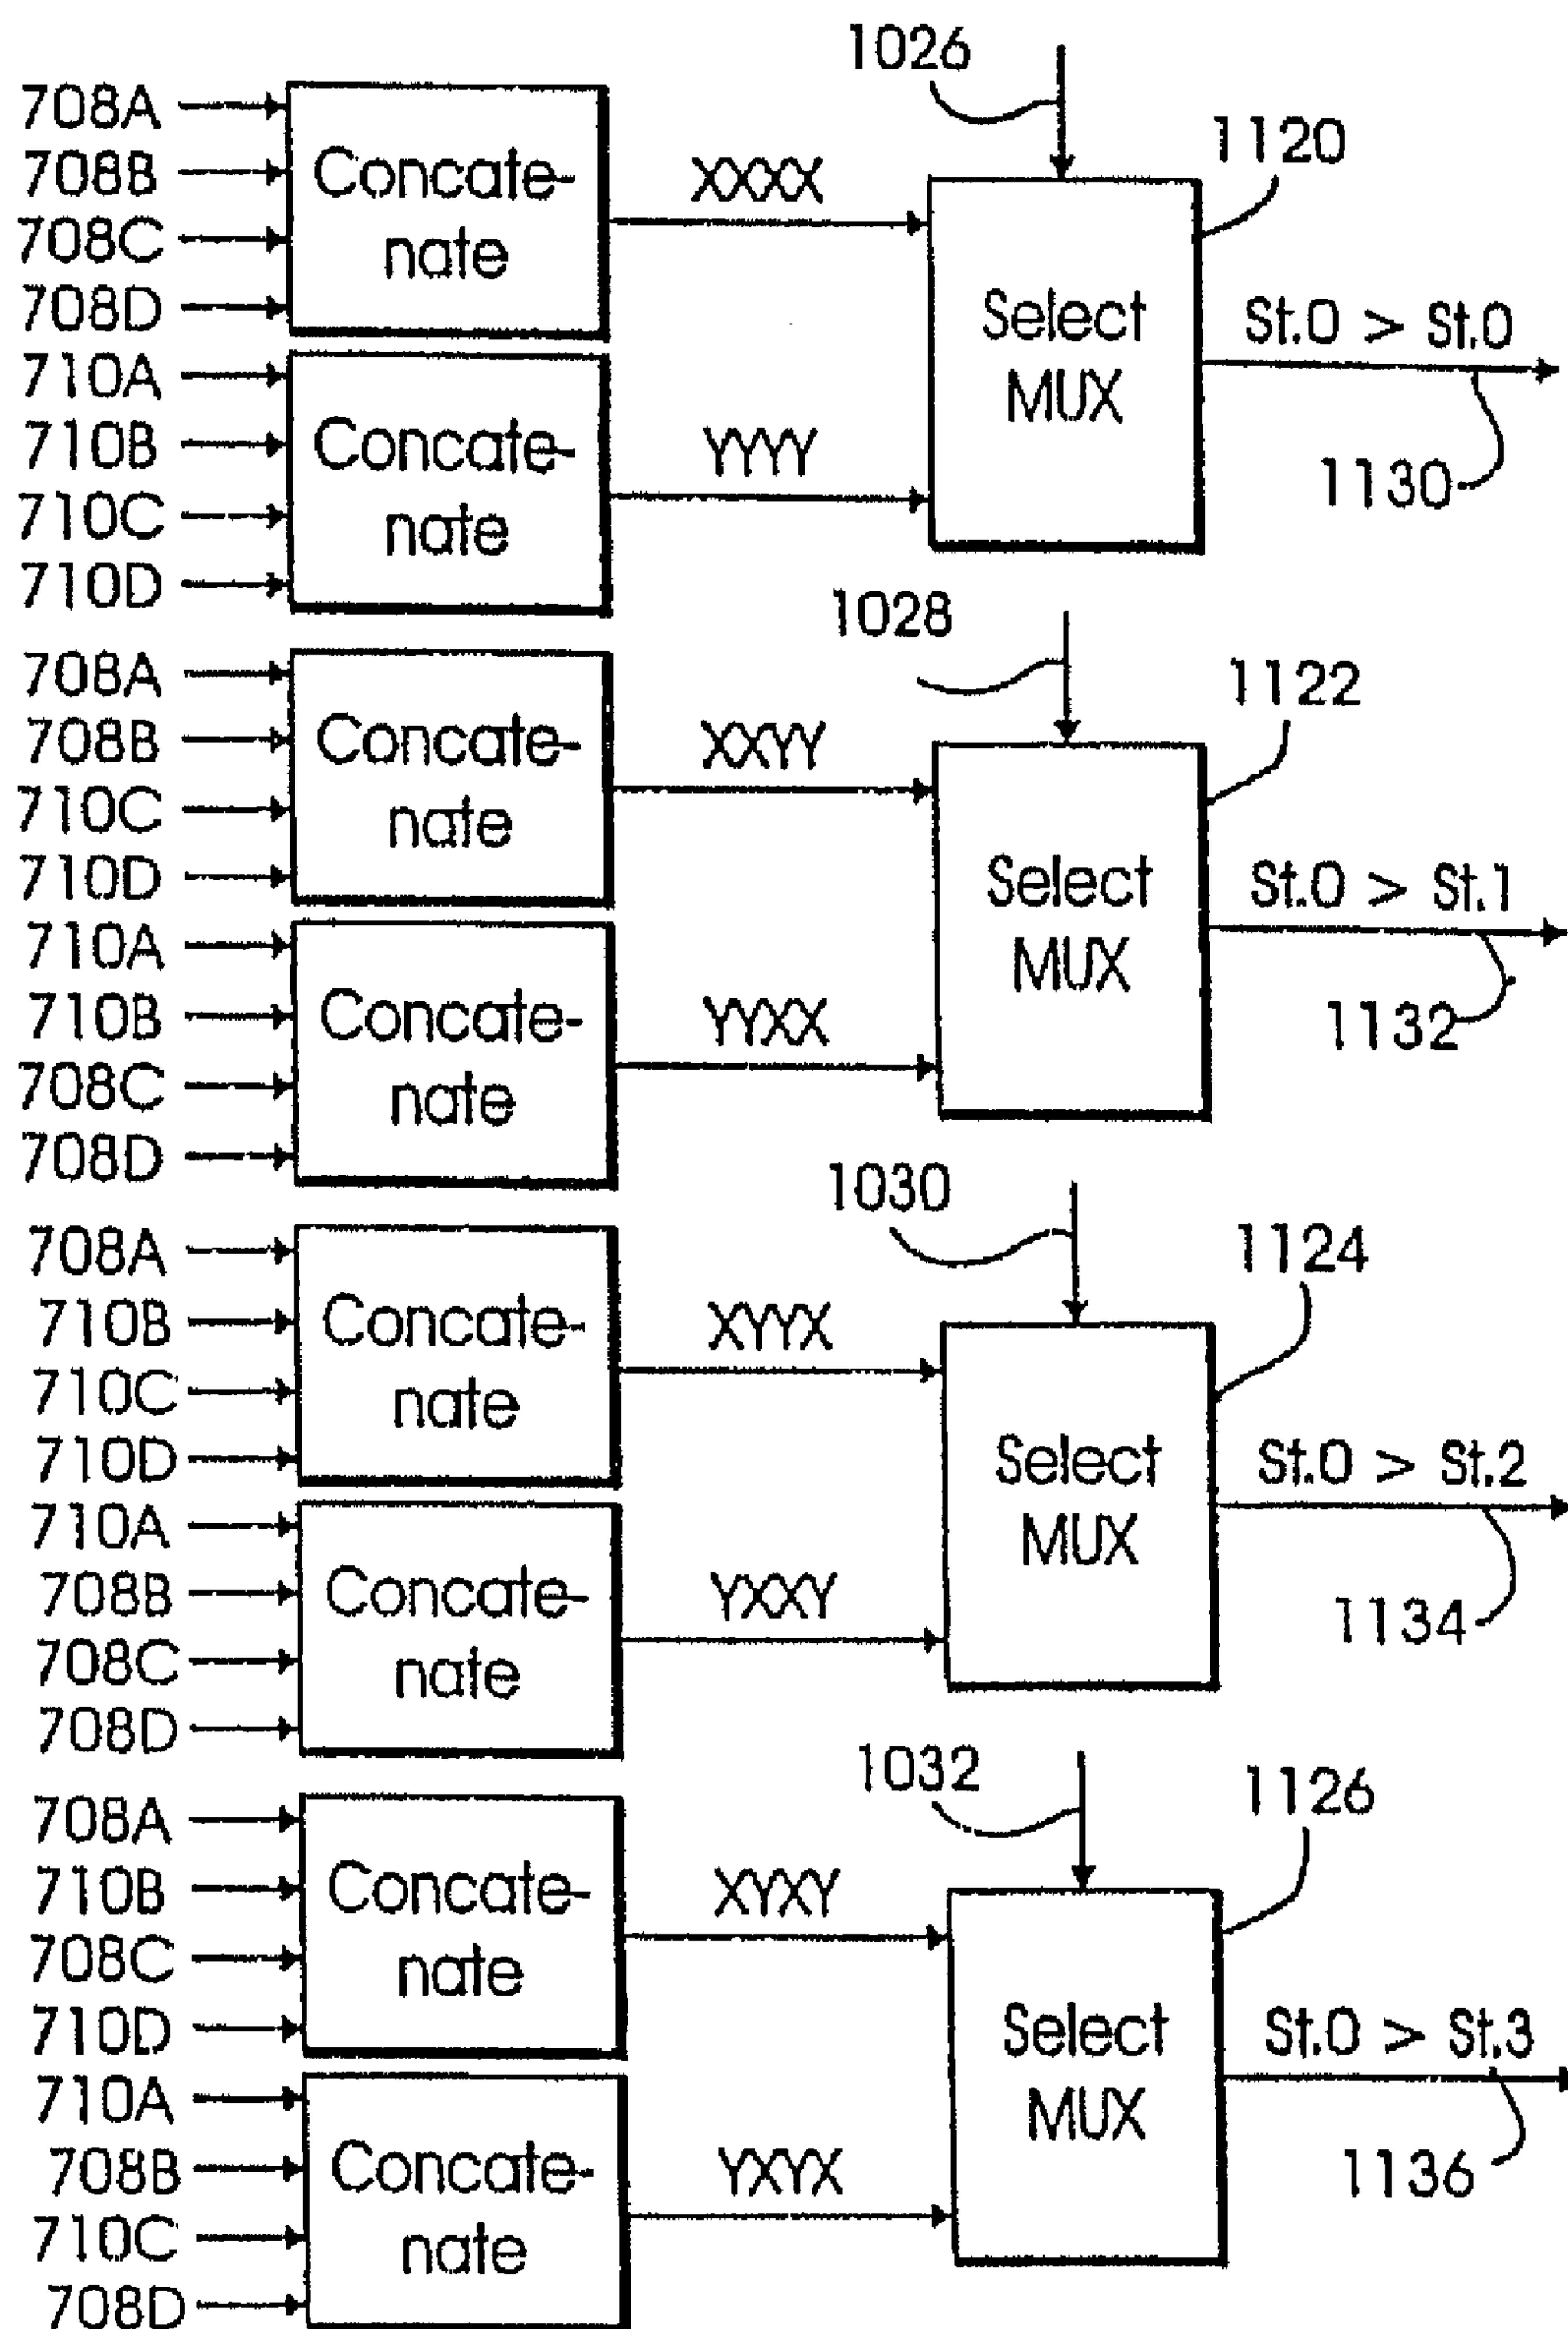 1026
708A
708B
708C
708D
Concate-
nate
XXXX
1120
Select
MUX
St.0 > St.0
1130
710A
710B
710C
710D
Concate-
nate
YYYY
1028
708A
708B
710C
710D
Concate-
nate
XXYY
1122
Select
MUX
St.0 > St.1
1132
710A
710B
708C
708D
Concate-
nate
YYXX
1030
708A
710B
710C
710D
Concate-
nate
XYYX
1124
Select
MUX
St.0 > St.2
1134
710A
708B
708C
708D
Concate-
nate
YXXY
1032
708A
710B
708C
710D
Concate-
nate
XYXY
1126
Select
MUX
St.0 > St.3
1136
710A
708B
710C
708D
Concate-
nate
YXYX